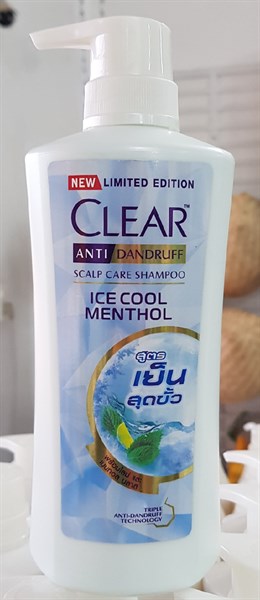 NEW LIMITED EDITION
CLEAR™
ANTI DANDRUFF
SCALP CARE SHAMPOO
ICE COOL
MENTHOL
สูตร
เย็น
สุดขั้ว
TRIPLE
ANTI-DANDRUFF
TECHNOLOGY